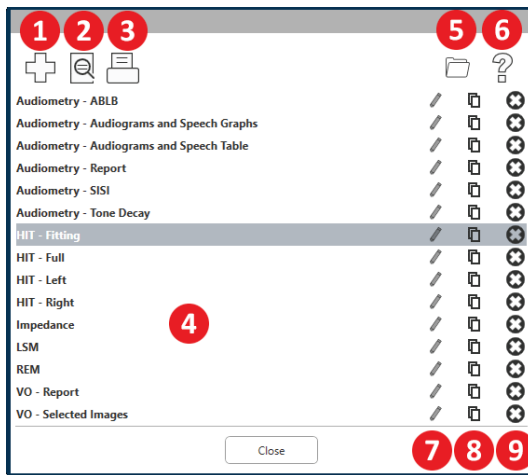 1 2 3 5 6
Audiometry - ABLB
Audiometry - Audiograms and Speech Graphs
Audiometry - Audiograms and Speech Table
Audiometry - Report
Audiometry - SISI
Audiometry - Tone Decay
HIT - Fitting
HIT - Full
HIT - Left
HIT - Right
Impedance 4
LSM
REM
VO - Report
VO - Selected Images
Close 7 8 9